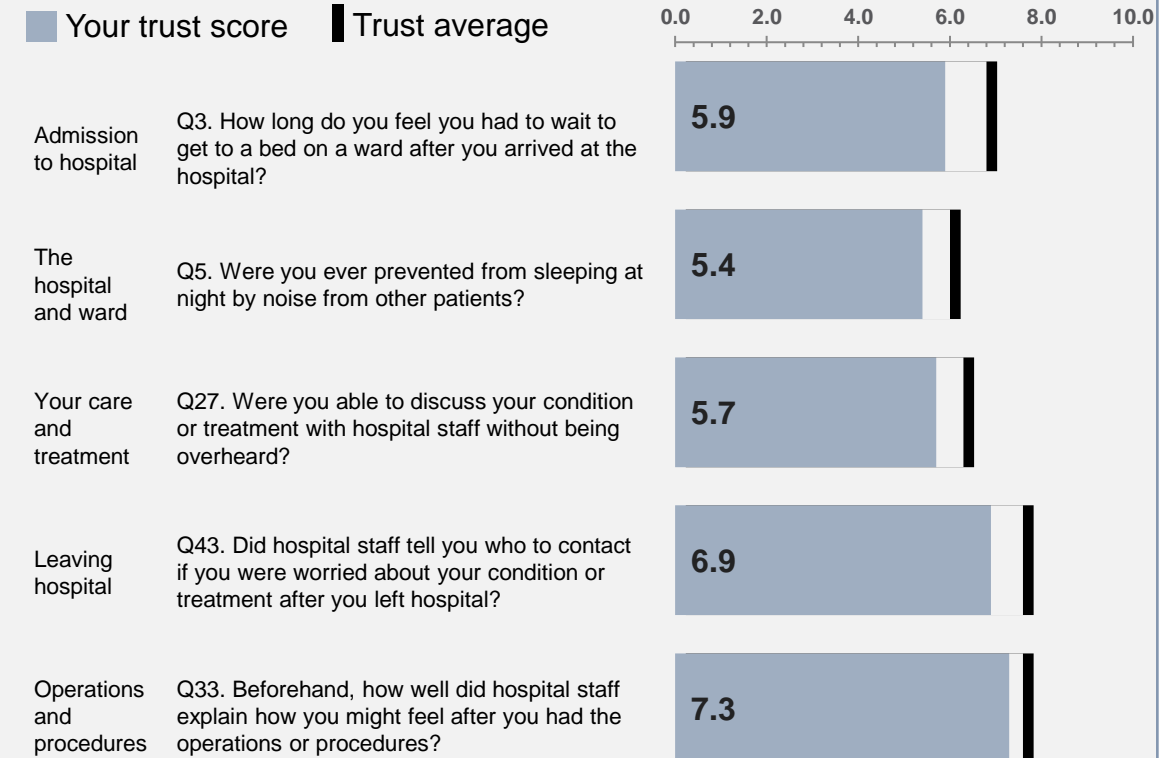 Your trust score
Trust average
0.0 2.0 4.0 6.0 8.0 10.0
Admission
to hospital
Q3. How long do you feel you had to wait to
get to a bed on a ward after you arrived at the
hospital?
5.9
The
hospital
and ward
Q5. Were you ever prevented from sleeping at
night by noise from other patients?
5.4
Your care
and
treatment
Q27. Were you able to discuss your condition
or treatment with hospital staff without being
overheard?
5.7
Leaving
hospital
Q43. Did hospital staff tell you who to contact
if you were worried about your condition or
treatment after you left hospital?
6.9
Operations
and
procedures
Q33. Beforehand, how well did hospital staff
explain how you might feel after you had the
operations or procedures?
7.3